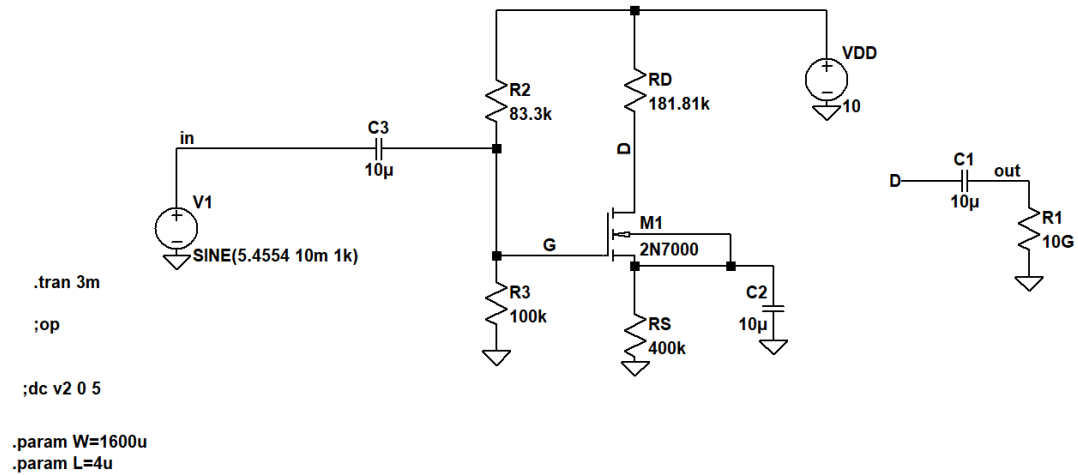 VDD
10
R2
83.3k
RD
181.81k
C3
10µ
in
D
V1
SINE(5.4554 10m 1k)
M1
2N7000
G
D
C1
10µ
out
R1
10G
R3
100k
RS
400k
C2
10µ
.tran 3m
;op
;dc v2 0 5
.param W=1600u
.param L=4u